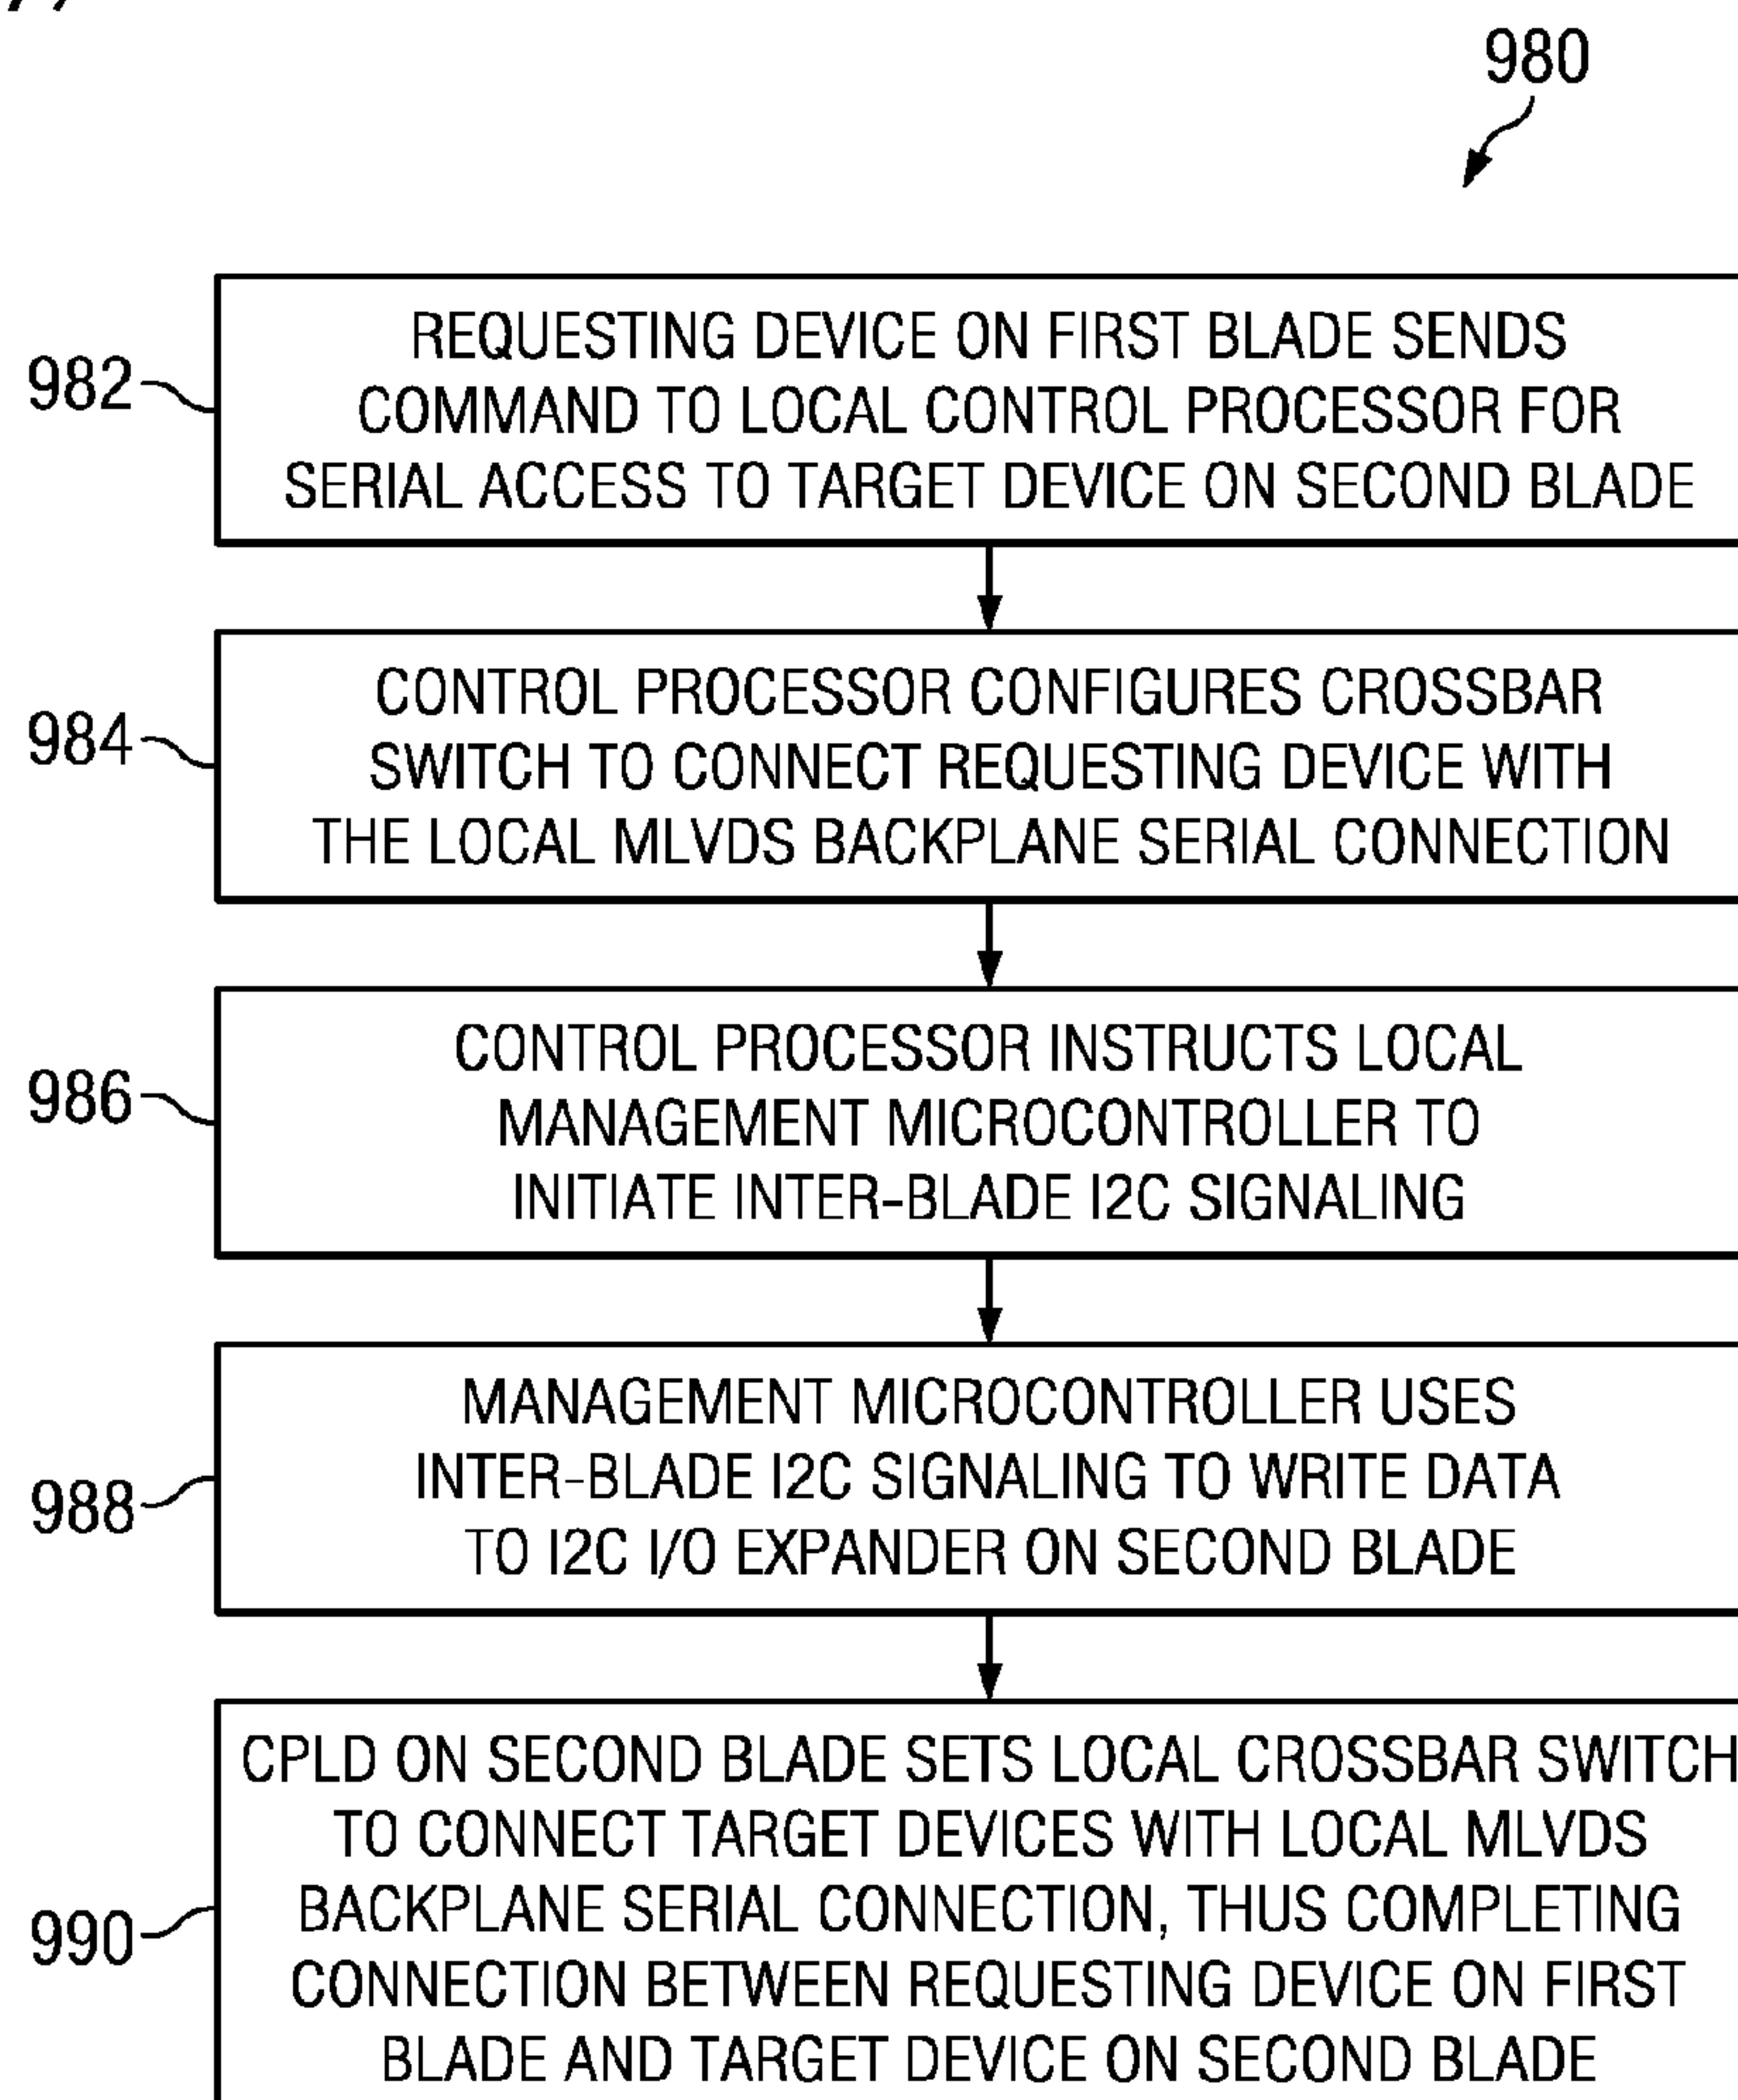 980
982
REQUESTING DEVICE ON FIRST BLADE SENDS
COMMAND TO LOCAL CONTROL PROCESSOR FOR
SERIAL ACCESS TO TARGET DEVICE ON SECOND BLADE
984
CONTROL PROCESSOR CONFIGURES CROSSBAR
SWITCH TO CONNECT REQUESTING DEVICE WITH
THE LOCAL MLVDS BACKPLANE SERIAL CONNECTION
986
CONTROL PROCESSOR INSTRUCTS LOCAL
MANAGEMENT MICROCONTROLLER TO
INITIATE INTER-BLADE I2C SIGNALING
988
MANAGEMENT MICROCONTROLLER USES
INTER-BLADE I2C SIGNALING TO WRITE DATA
TO I2C I/O EXPANDER ON SECOND BLADE
990
CPLD ON SECOND BLADE SETS LOCAL CROSSBAR SWITCH
TO CONNECT TARGET DEVICES WITH LOCAL MLVDS
BACKPLANE SERIAL CONNECTION, THUS COMPLETING
CONNECTION BETWEEN REQUESTING DEVICE ON FIRST
BLADE AND TARGET DEVICE ON SECOND BLADE